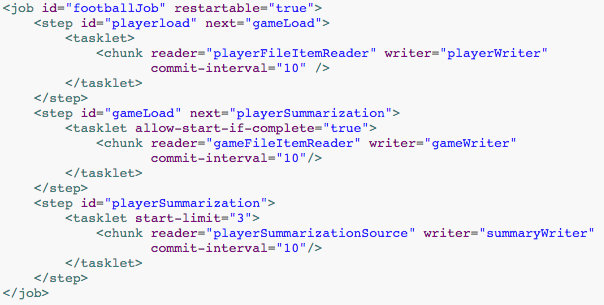 <job id="footballJob" restartable="true">
    <step id="playerload" next="gameLoad">
        <tasklet>
            <chunk reader="playerFileItemReader" writer="playerWriter"
                   commit-interval="10" />
        </tasklet>
    </step>
    <step id="gameLoad" next="playerSummarization">
        <tasklet allow-start-if-complete="true">
            <chunk reader="gameFileItemReader" writer="gameWriter"
                   commit-interval="10"/>
        </tasklet>
    </step>
    <step id="playerSummarization">
        <tasklet start-limit="3">
            <chunk reader="playerSummarizationSource" writer="summaryWriter"
                   commit-interval="10"/>
        </tasklet>
    </step>
</job>